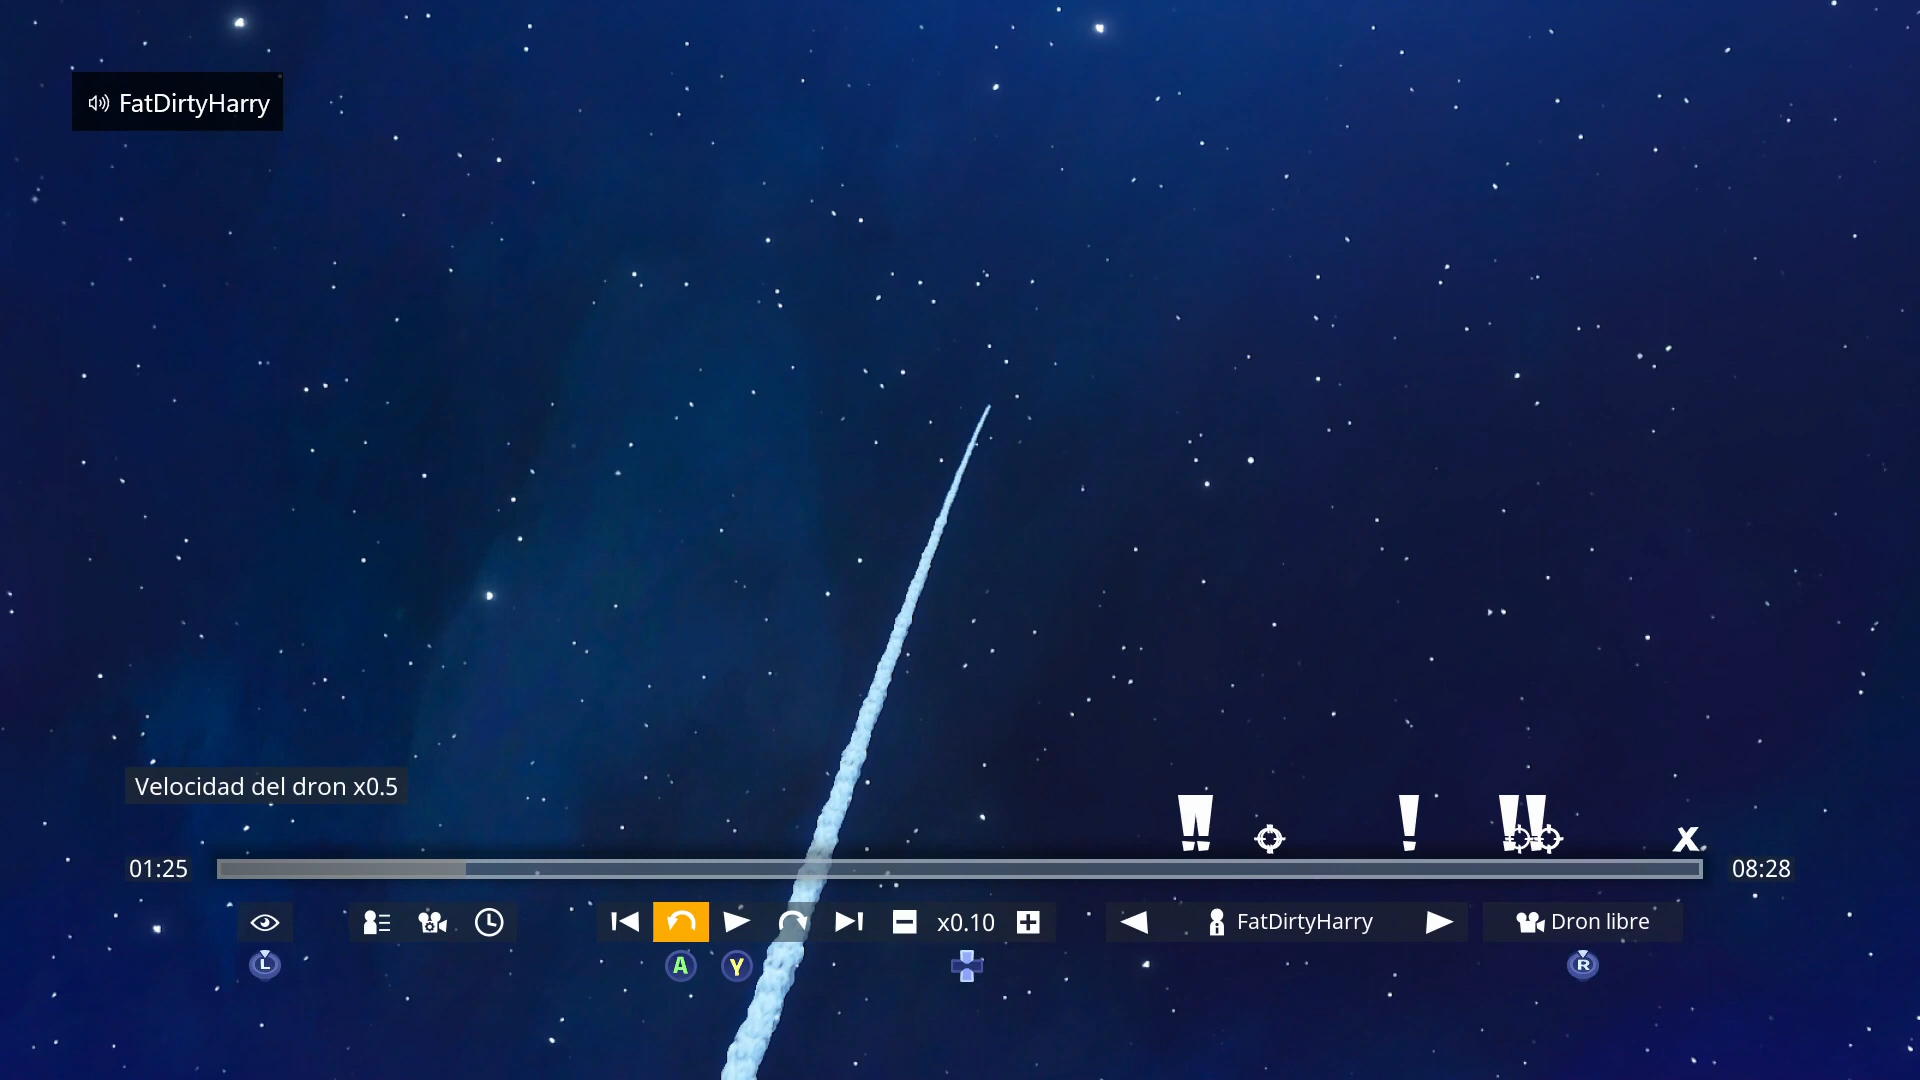 FatDirtyHarry
Velocidad del dron x0.5
01:25
08:28
x0.10
FatDirtyHarry
Dron libre
L
A
Y
R